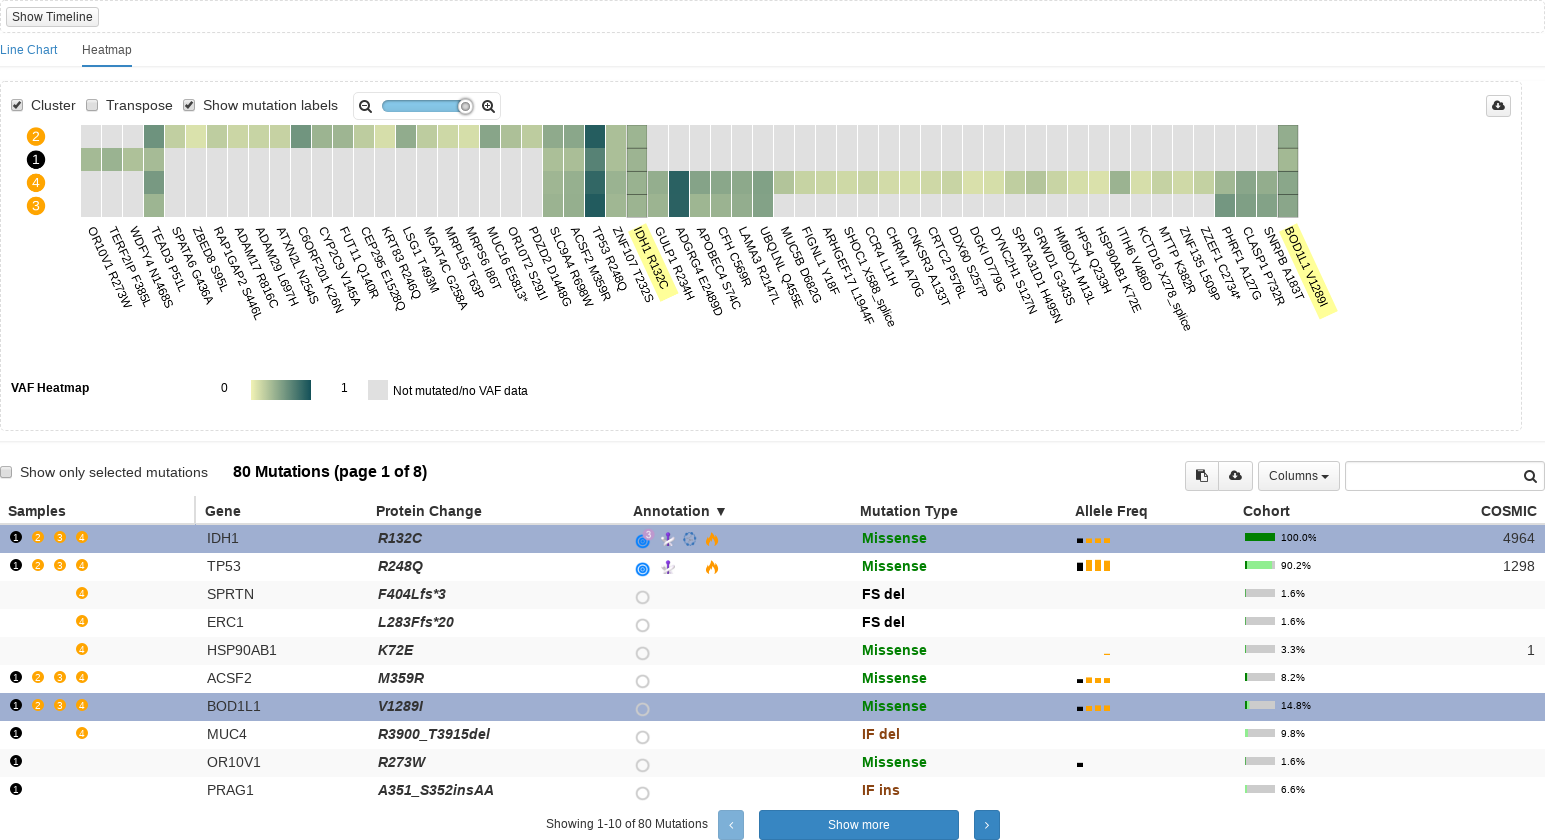 Show Timeline
Line Chart Heatmap
Cluster Transpose Show mutation labels
2
1
4
3
OR10V1 R273W
TERF2IP F385L
WDFY4 N1468S
TEAD3 P51L
SPATA6 G436A
ZBED8 S95L
RAP1GAP2 S446L
ADAM17 R816C
ADAM29 L697H
ATXN2L N254S
C6ORF201 K26N
CYP2C9 V145A
FUT11 Q140R
CEP295 E1528Q
KRT83 R246Q
LSG1 T493M
MGAT4C G258A
MRPL55 T63P
MRPS6 I86T
MUC16 E5813*
OR10T2 S291I
PDZD2 D1448G
SLC9A4 R698W
ACSF2 M359R
TP53 R248Q
ZNF107 T232S
IDH1 R132C
GULP1 R234H
ADGRG4 E2489D
APOBEC4 S74C
CFH C569R
LAMA3 R2147L
UBQLNL Q455E
MUC5B D682G
FIGNL1 Y18F
ARHGEF17 L1944F
SHOC1 X588_splice
CCR4 L11H
CHRM1 A70G
CNKSR3 A133T
CRTC2 P576L
DDX60 S257P
DGKI D779G
DYNC2H1 S127N
SPATA31D1 H495N
GRWD1 G343S
HMBOX1 M13L
HPS4 Q233H
HSP90AB1 K72E
ITIH6 V486D
KCTD16 X278_splice
MTTP K382R
ZNF135 L509P
ZZEF1 C2734*
PHRF1 A127G
CLASP1 P732R
SNRPB A183T
BOD1L1 V1289I
VAF Heatmap 0 1 Not mutated/no VAF data
Show only selected mutations 80 Mutations (page 1 of 8) Columns
Samples Gene Protein Change Annotation ▼ Mutation Type Allele Freq Cohort COSMIC
1 2 3 4 IDH1 R132C 3 Missense 100.0% 4964
1 2 3 4 TP53 R248Q Missense 90.2% 1298
4 SPRTN F404Lfs*3 FS del 1.6%
4 ERC1 L283Ffs*20 FS del 1.6%
4 HSP90AB1 K72E Missense 3.3% 1
1 2 3 4 ACSF2 M359R Missense 8.2%
1 2 3 4 BOD1L1 V1289I Missense 14.8%
1 4 MUC4 R3900_T3915del IF del 9.8%
1 OR10V1 R273W Missense 1.6%
1 PRAG1 A351_S352insAA IF ins 6.6%
Showing 1-10 of 80 Mutations ‹ Show more ›